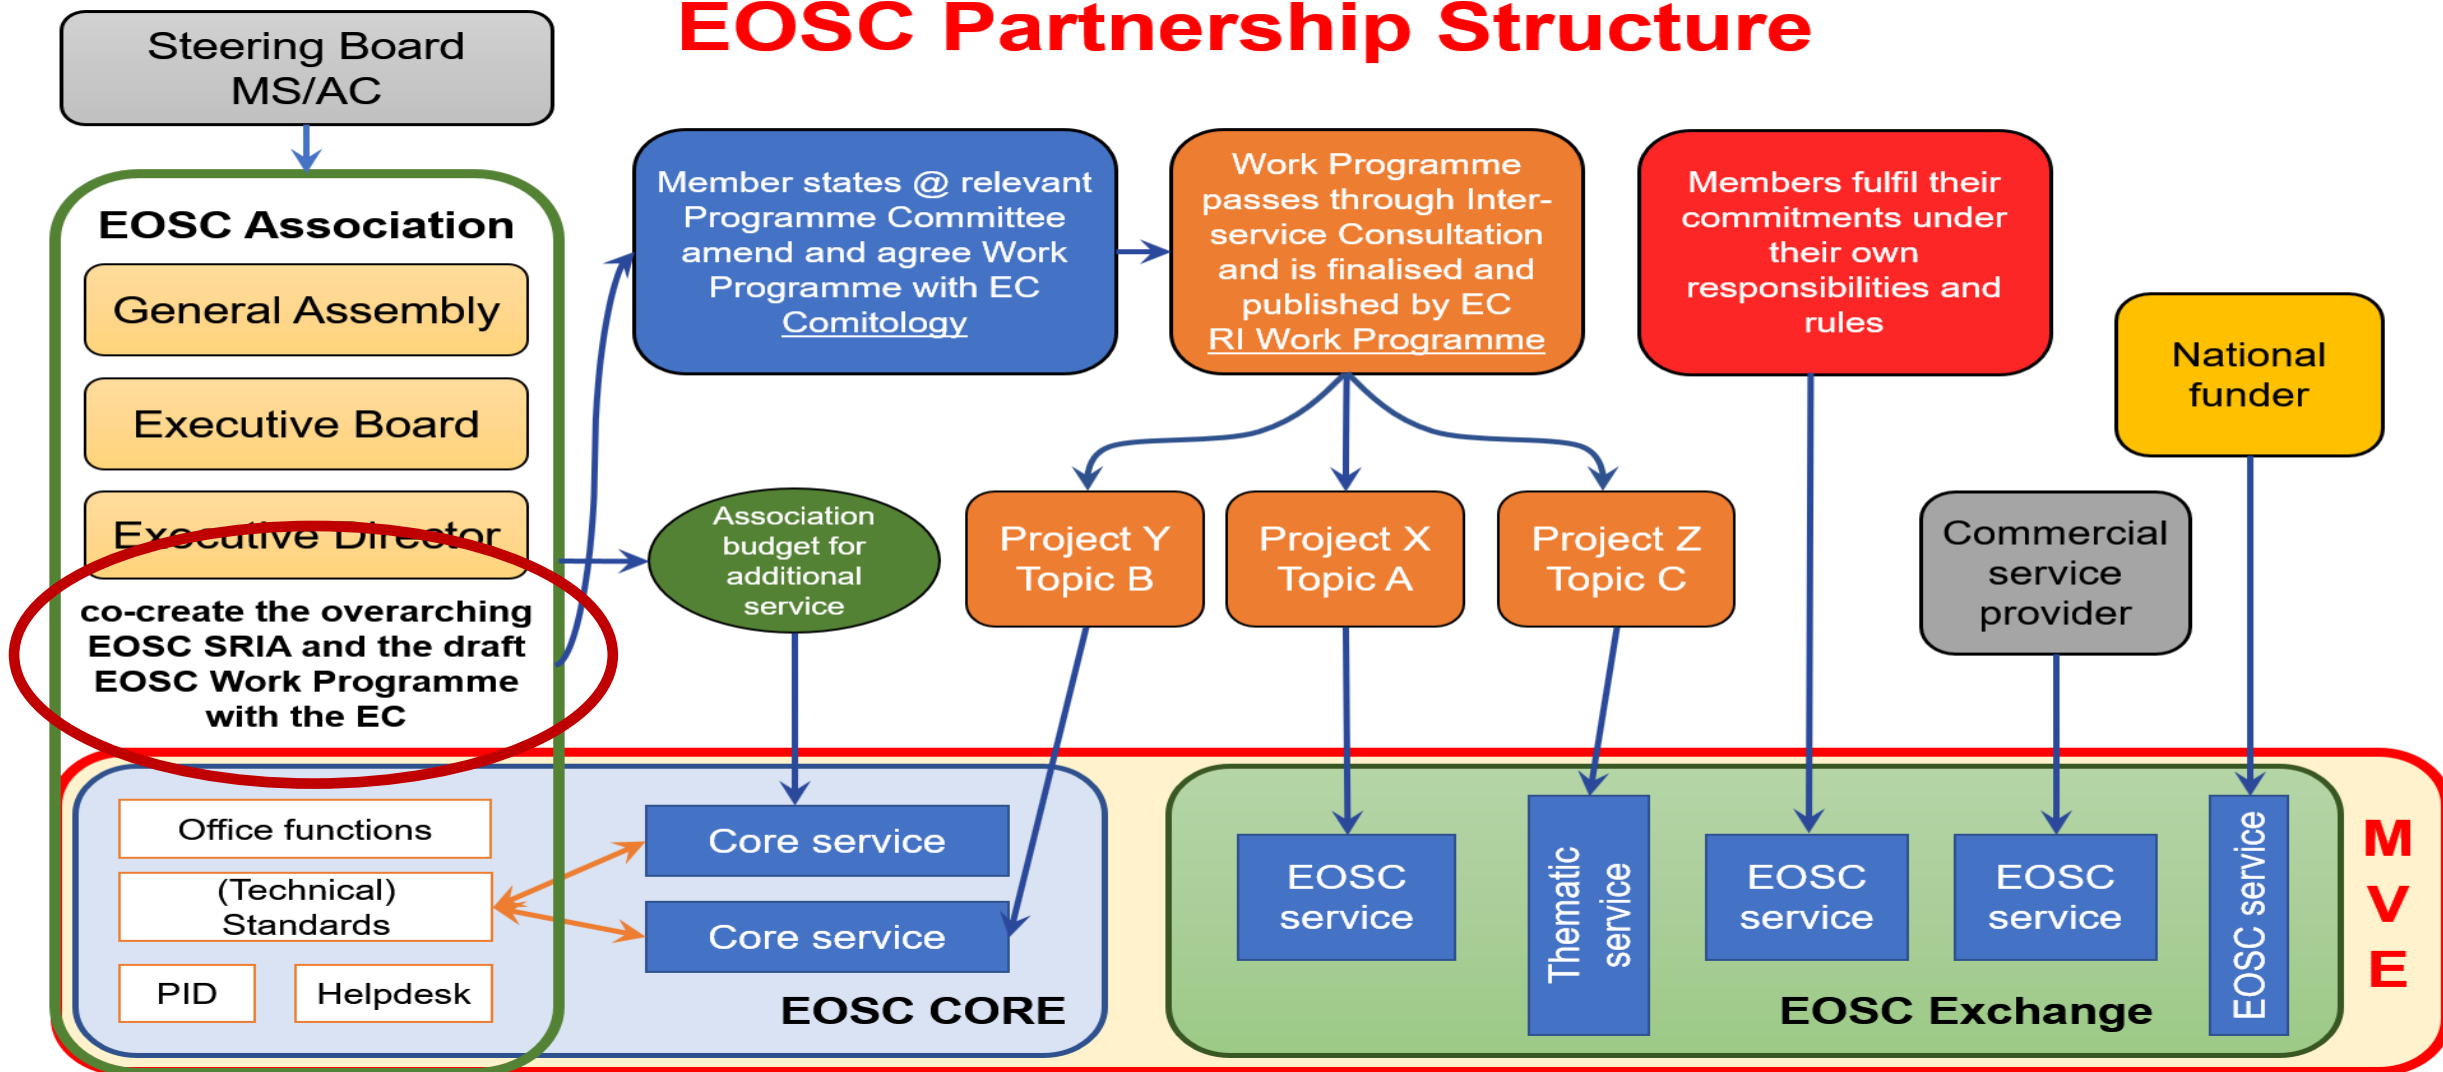 EOSC Partnership Structure
Steering Board
MS/AC
EOSC Association
General Assembly
Executive Board
Executive Director
co-create the overarching
EOSC SRIA and the draft
EOSC Work Programme
with the EC
Member states @ relevant
Programme Committee
amend and agree Work
Programme with EC
Comitology
Work Programme
passes through Inter-
service Consultation
and is finalised and
published by EC
RI Work Programme
Members fulfil their
commitments under
their own
responsibilities and
rules
National
funder
Association
budget for
additional
service
Project Y
Topic B
Project X
Topic A
Project Z
Topic C
Commercial
service
provider
Office functions
(Technical)
Standards
PID
Helpdesk
Core service
Core service
EOSC CORE
EOSC
service
Thematic
service
EOSC
service
EOSC
service
EOSC service
EOSC Exchange
M
V
E